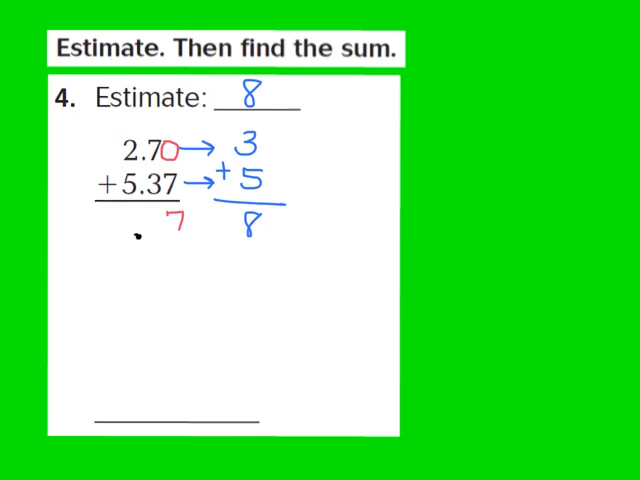 Estimate. Then find the sum.
4. Estimate: 8
2.70 → 3
+5.37 → + 5
. 7 8